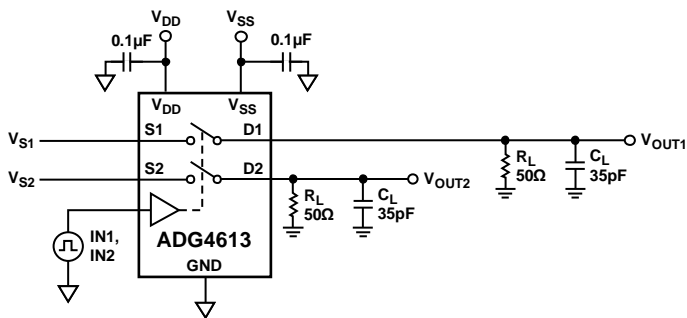 VDD
VSS
0.1µF
0.1µF
VDD
VSS
VS1
S1
D1
VOUT1
VS2
S2
D2
VOUT2
RL
50Ω
CL
35pF
RL
50Ω
CL
35pF
IN1,
IN2
ADG4613
GND